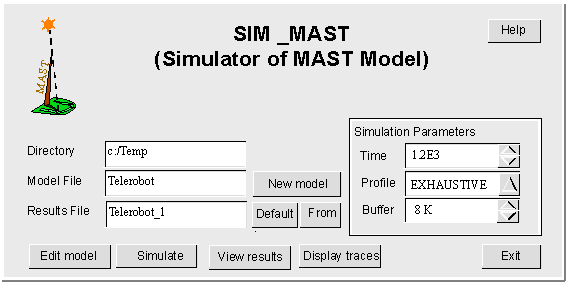 SIM _MAST
(Simulator of MAST Model)
Help
MAST
Simulation Parameters
Directory c:/Temp
Time 1.2E3
Model File Telerobot New model
Profile EXHAUSTIVE
Results File Telerobot_1 Default From
Buffer 8 K
Edit model Simulate View results Display traces Exit